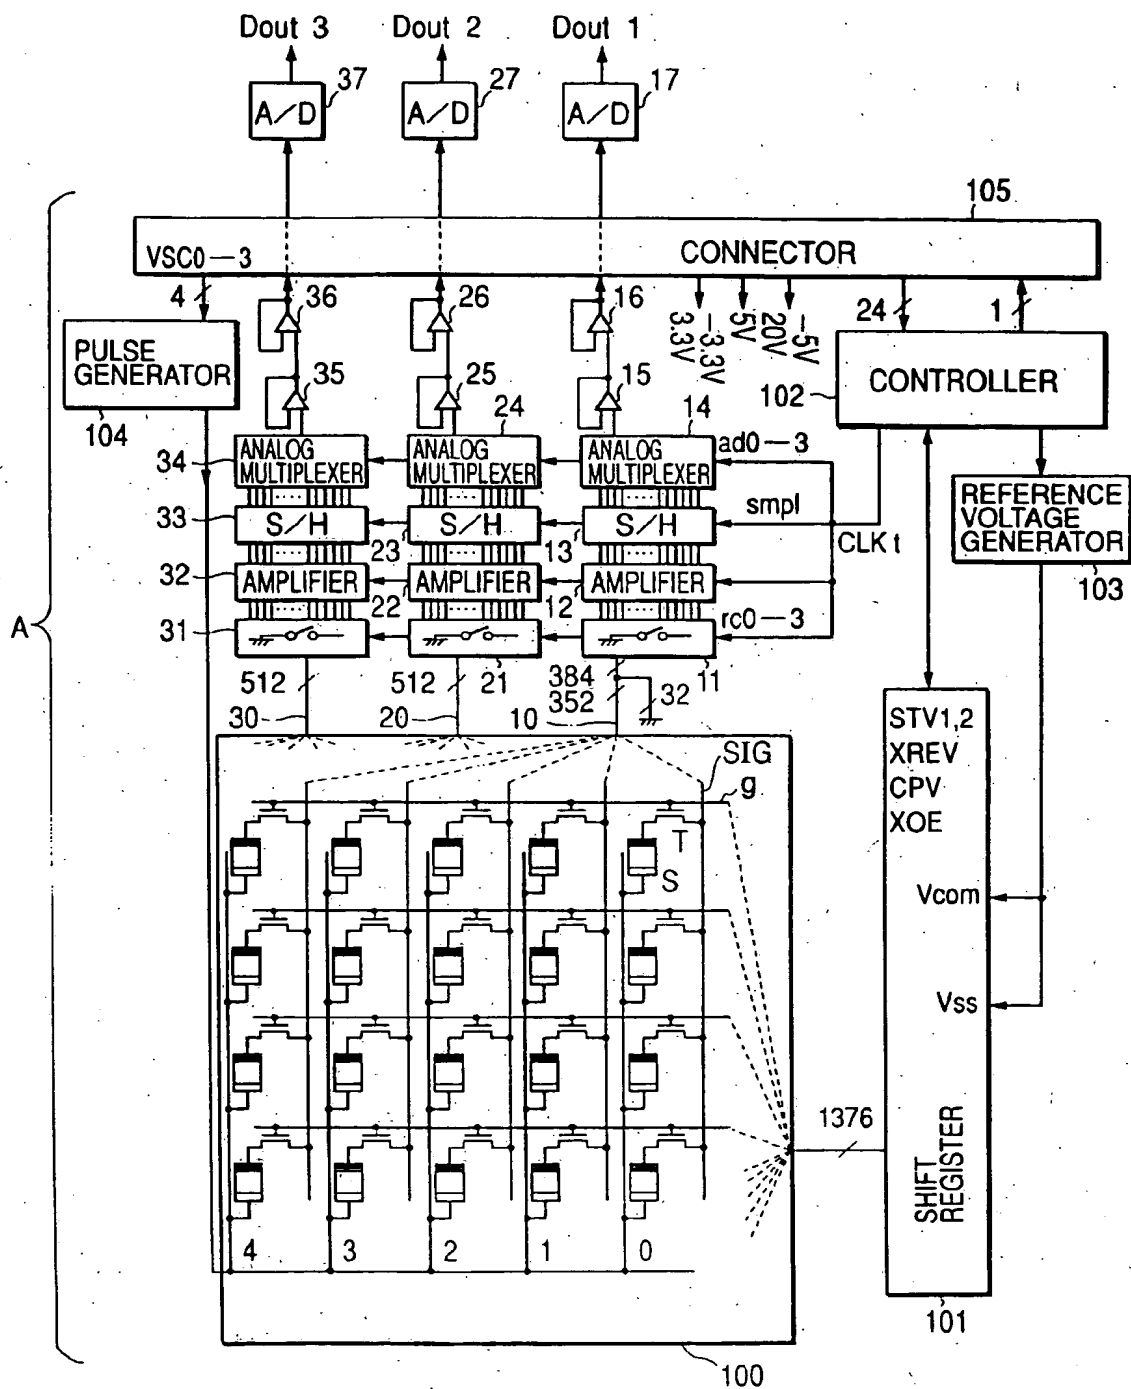 Dout 3 Dout 2 Dout 1
37 27 17
A/D A/D A/D
105
VSC0-3 CONNECTOR
4 36 26 16 3.3V -3.3V 5V 20V -5V 24 1
PULSE
GENERATOR
104
35 25 15
CONTROLLER
102
24 14
34 ANALOG
MULTIPLEXER
ANALOG
MULTIPLEXER
ANALOG
MULTIPLEXER
ad0-3
REFERENCE
VOLTAGE
GENERATOR
103
33 S/H 23 S/H 13 S/H smpl
CLK t
32 AMPLIFIER 22 AMPLIFIER 12 AMPLIFIER
A
31 rc0-3
21 11
512 512 384
352 32
30 20 10
SIG
g
T
S
STV1,2
XREV
CPV
XOE
Vcom
Vss
1376
SHIFT
REGISTER
4 3 2 1 0
101
100